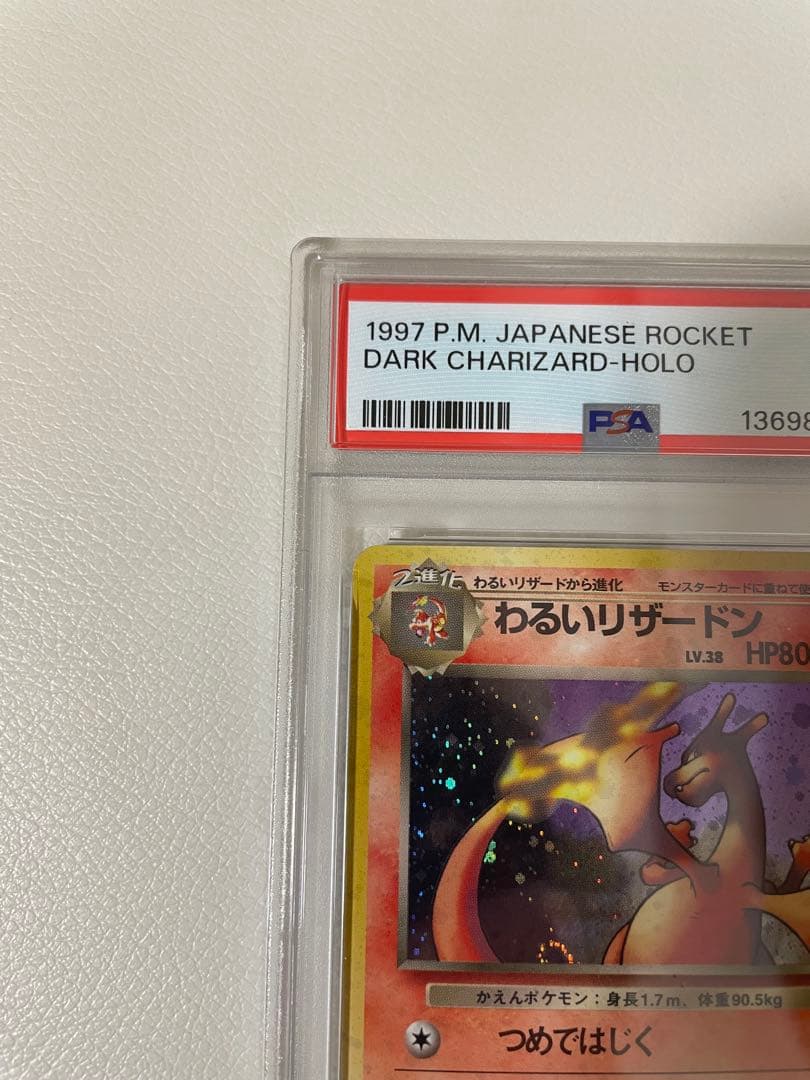 1997 P.M. JAPANESE ROCKET
DARK CHARIZARD-HOLO
PSA
13698
2進化 わるいリザードから進化 モンスターカードに重ねて使
わるいリザードン
LV.38 HP80
かえんポケモン：身長1.7m、体重90.5kg
つめではじく